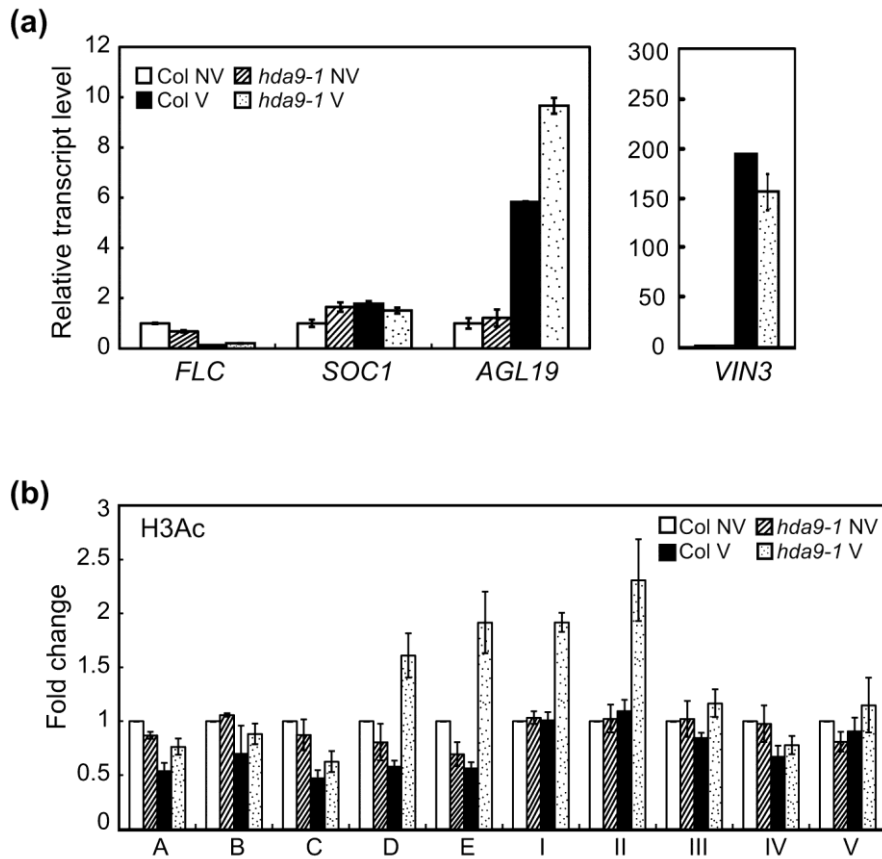 (a)
12
10
8
6
4
2
0
Relative transcript level
Col NV hda9-1 NV
Col V hda9-1 V
FLC SOC1 AGL19
300
250
200
150
100
50
0
VIN3
(b)
3
2.5
2
1.5
1
0.5
0
Fold change
H3Ac
Col NV hda9-1 NV
Col V hda9-1 V
A B C D E I II III IV V